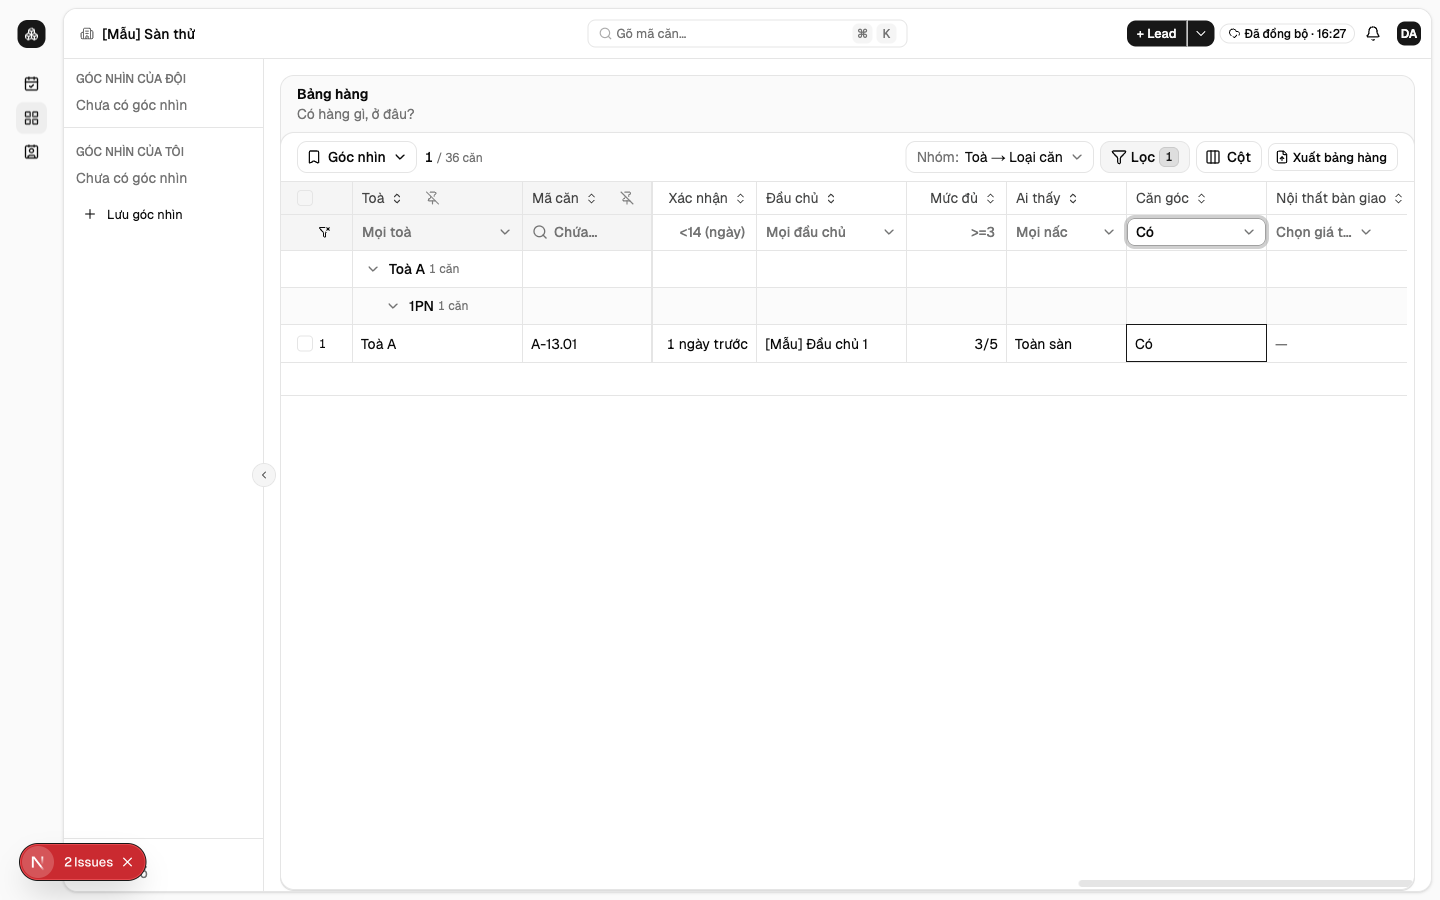 [Mẫu] Sàn thử
Gõ mã căn...
⌘ K
+ Lead
Đã đồng bộ · 16:27
DA
GÓC NHÌN CỦA ĐỘI
Chưa có góc nhìn
GÓC NHÌN CỦA TÔI
Chưa có góc nhìn
+ Lưu góc nhìn
Bảng hàng
Có hàng gì, ở đâu?
Góc nhìn
1 / 36 căn
Nhóm: Toà → Loại căn
Lọc 1
Cột
Xuất bảng hàng
Toà
Mã căn
Xác nhận
Đầu chủ
Mức đủ
Ai thấy
Căn góc
Nội thất bàn giao
Mọi toà
Chứa...
<14 (ngày)
Mọi đầu chủ
>=3
Mọi nấc
Có
Chọn giá t...
Toà A 1 căn
1PN 1 căn
1
Toà A
A-13.01
1 ngày trước
[Mẫu] Đầu chủ 1
3/5
Toàn sàn
Có
—
N
2 Issues